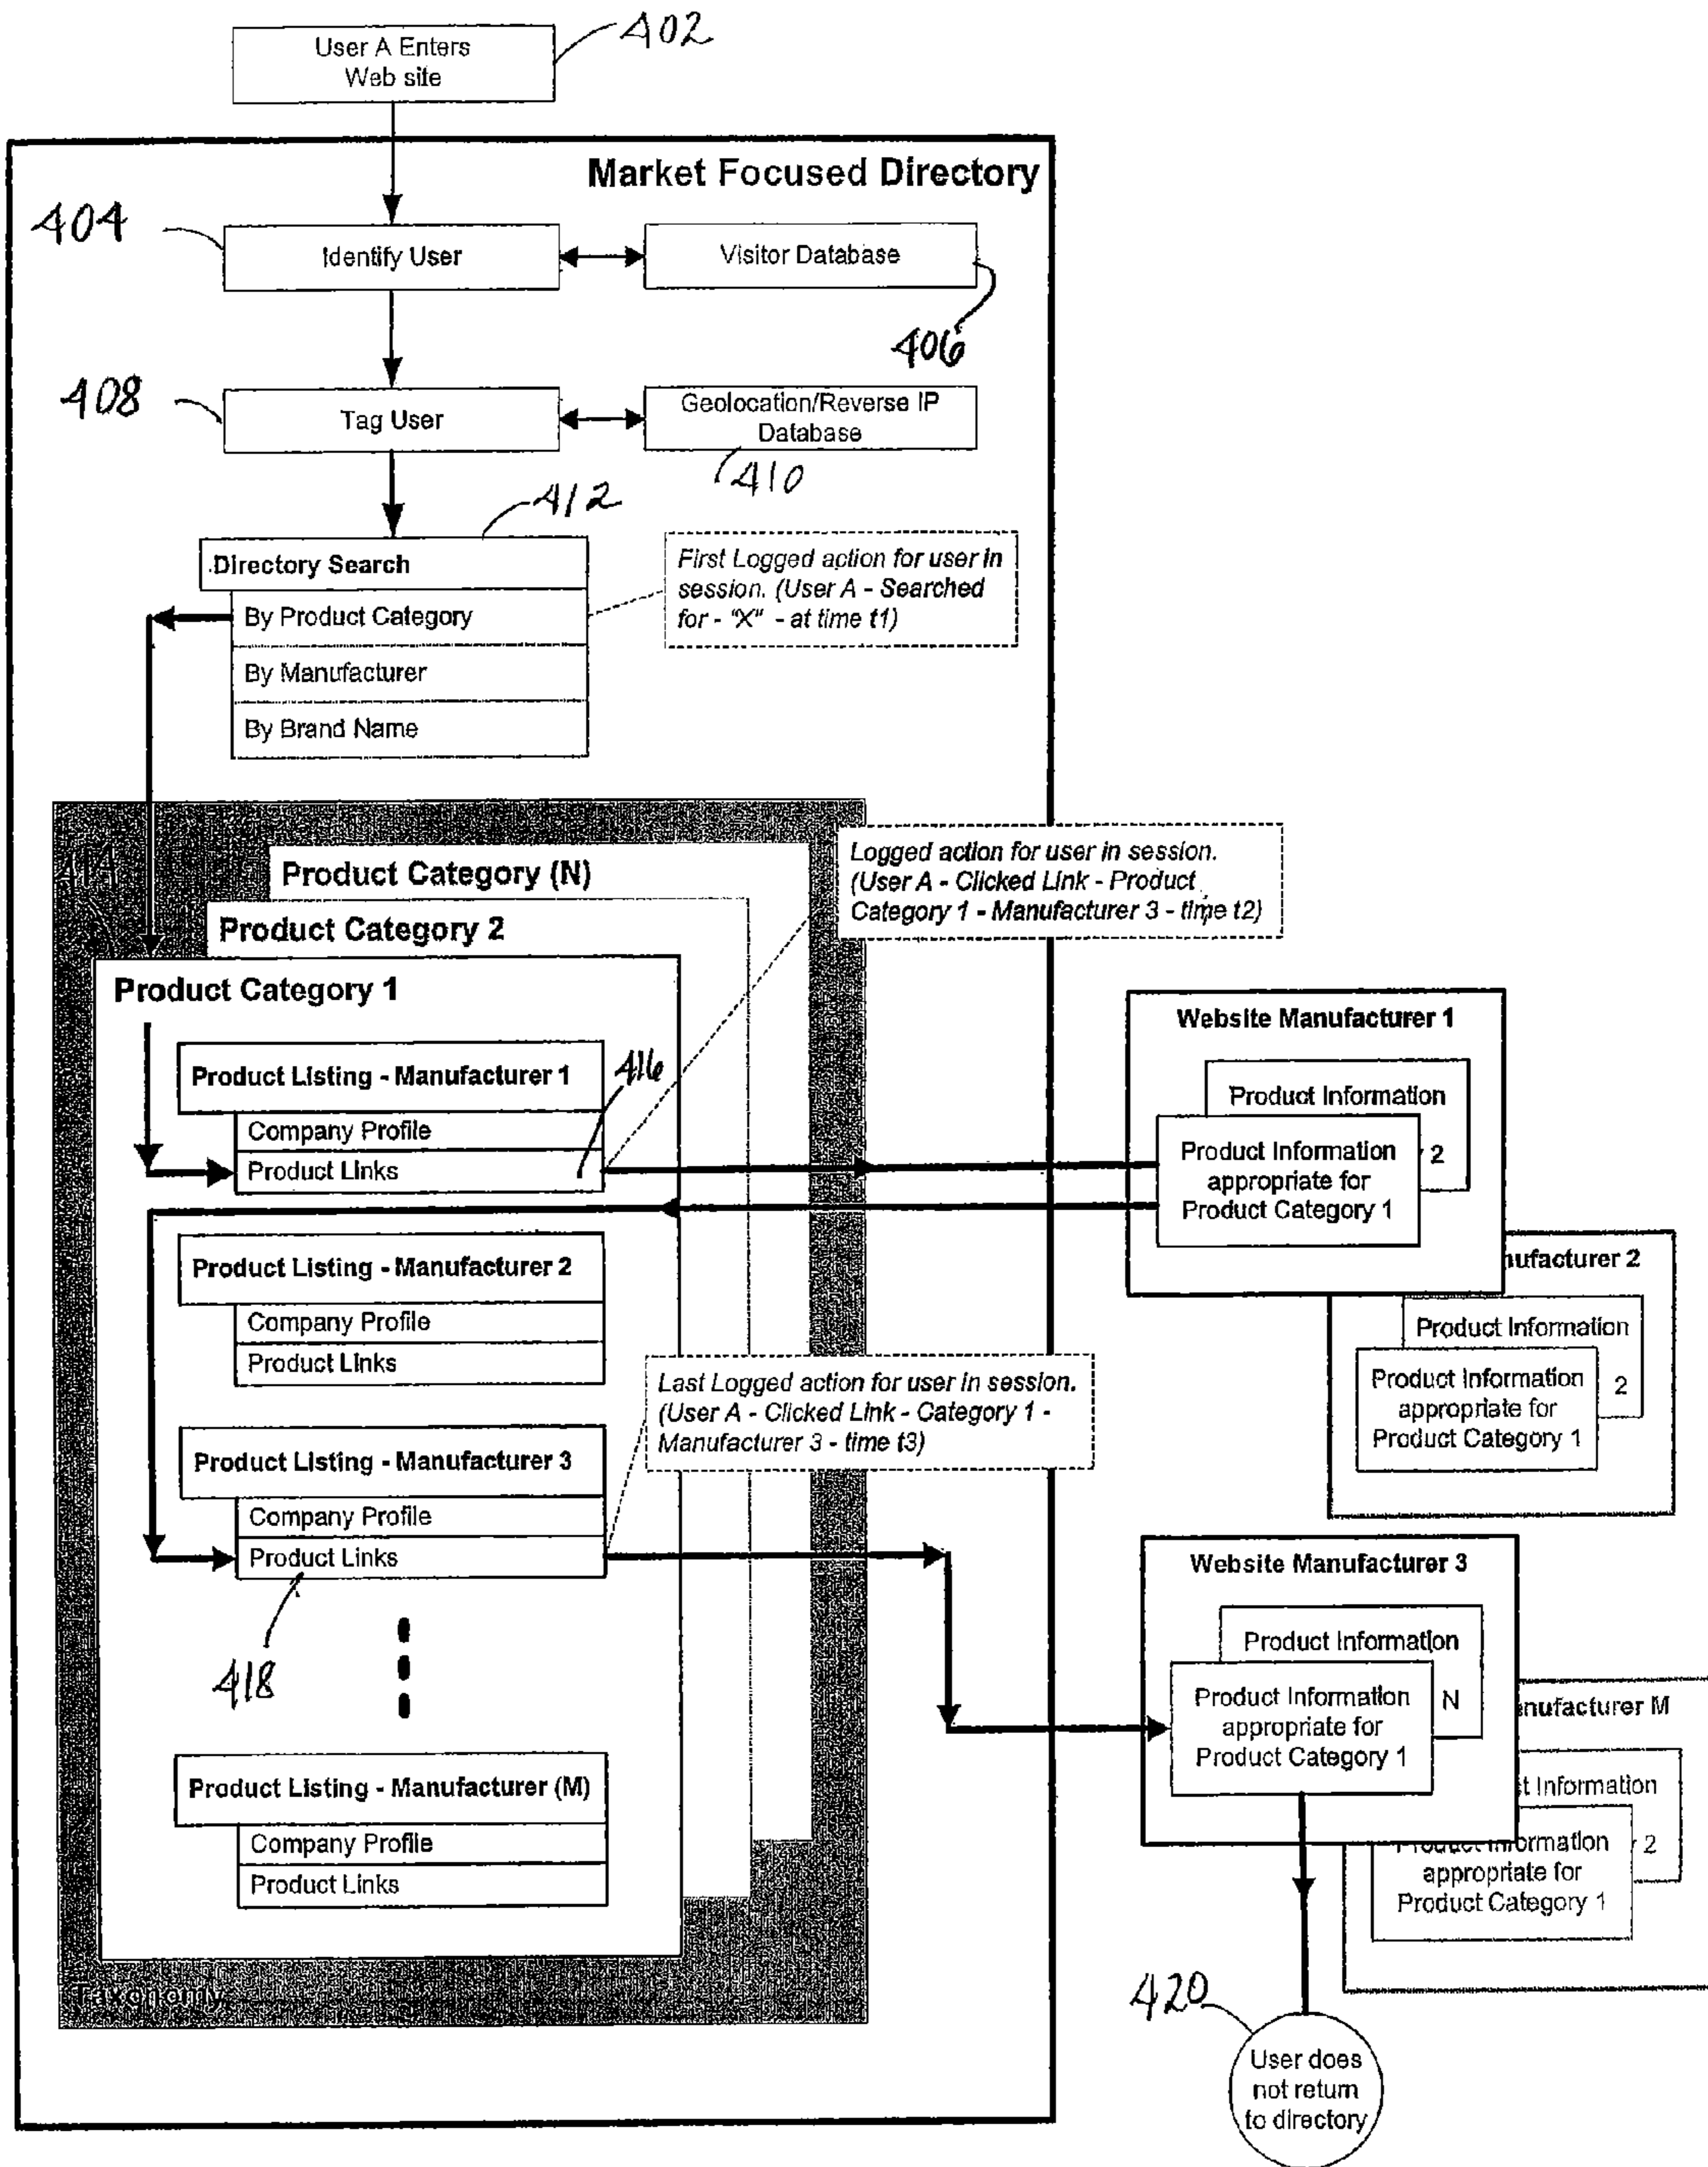 User A Enters
Web site
402
Market Focused Directory
404
Identify User
Visitor Database
406
408
Tag User
Geolocation/Reverse IP
Database
410
412
Directory Search
By Product Category
By Manufacturer
By Brand Name
First Logged action for user in
session. (User A - Searched
for - "X" - at time t1)
414
Product Category (N)
Product Category 2
Product Category 1
Logged action for user in session.
(User A - Clicked Link - Product
Category 1 - Manufacturer 3 - time t2)
Product Listing - Manufacturer 1
416
Company Profile
Product Links
Website Manufacturer 1
Product Information
2
Product Information
appropriate for
Product Category 1
Product Listing - Manufacturer 2
Company Profile
Product Links
nufacturer 2
Product Information
2
Product Information
appropriate for
Product Category 1
Last Logged action for user in session.
(User A - Clicked Link - Category 1 -
Manufacturer 3 - time t3)
Product Listing - Manufacturer 3
Company Profile
Product Links
418
Website Manufacturer 3
Product Information
N
Product Information
appropriate for
Product Category 1
nufacturer M
t Information
2
Product Information
appropriate for
Product Category 1
Product Listing - Manufacturer (M)
Company Profile
Product Links
Taxonomy
420
User does
not return
to directory